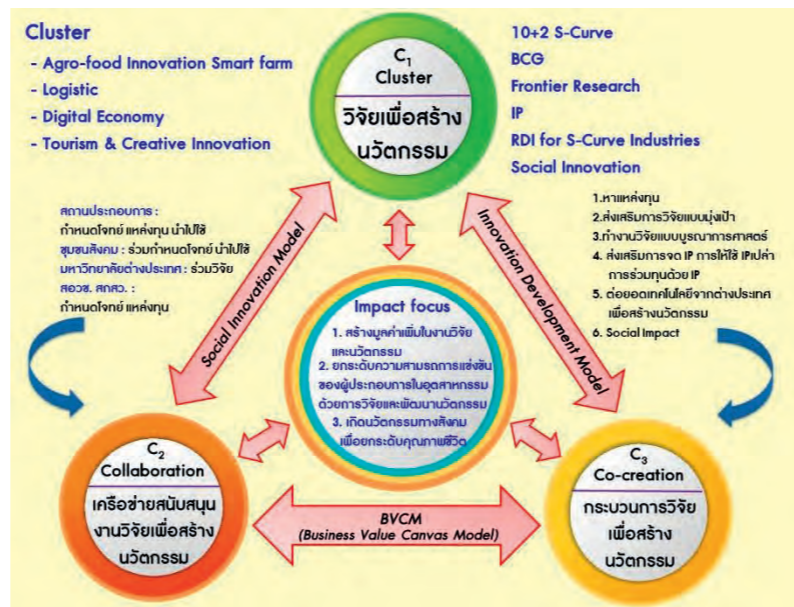 Cluster
- Agro-food Innovation Smart farm
- Logistic
- Digital Economy
- Tourism & Creative Innovation
C1
Cluster
วิจัยเพื่อสร้าง
นวัตกรรม
10+2 S-Curve
BCG
Frontier Research
IP
RDI for S-Curve Industries
Social Innovation
สถานประกอบการ :
กำหนดโจทย์ แหล่งทุน นำไปใช้
ชุมชนสังคม : ร่วมกำหนดโจทย์ นำไปใช้
มหาวิทยาลัยต่างประเทศ : ร่วมวิจัย
สอวช. สกสว. :
กำหนดโจทย์ แหล่งทุน
Social Innovation Model
Innovation Development Model
1.หาแหล่งทุน
2.ส่งเสริมการวิจัยแบบมุ่งเป้า
3.ทำงานวิจัยแบบบูรณาการศาสตร์
4. ส่งเสริมการจด IP การให้ใช้ IPเปล่า
การร่วมทุนด้วย IP
5. ต่อยอดเทคโนโลยีจากต่างประเทศ
เพื่อสร้างนวัตกรรม
6. Social Impact
Impact focus
1. สร้างมูลค่าเพิ่มในงานวิจัย
และนวัตกรรม
2. ยกระดับความสามรถการแข่งขัน
ของผู้ประกอบการในอุตสาหกรรม
ด้วยการวิจัยและพัฒนานวัตกรรม
3. เกิดนวัตกรรมทางสังคม
เพื่อยกระดับคุณภาพชีวิต
C2
Collaboration
เครือข่ายสนับสนุน
งานวิจัยเพื่อสร้าง
นวัตกรรม
BVCM
(Business Value Canvas Model)
C3
Co-creation
กระบวนการวิจัย
เพื่อสร้าง
นวัตกรรม